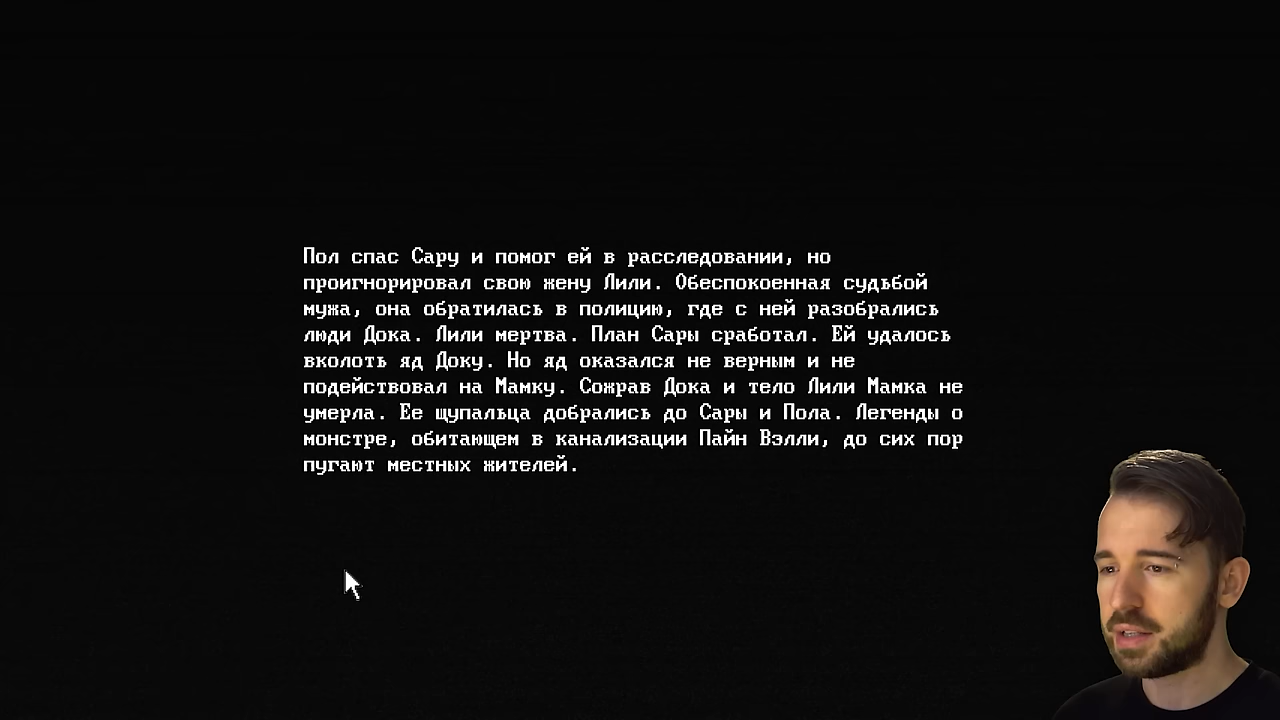 Пол спас Сару и помог ей в расследовании, но
проигнорировал свою жену Лили. Обеспокоенная судьбой
мужа, она обратилась в полицию, где с ней разобрались
люди Дока. Лили мертва. План Сары сработал. Ей удалось
вколоть яд Доку. Но яд оказался не верным и не
подействовал на Мамку. Сожрав Дока и тело Лили Мамка не
умерла. Ее щупальца добрались до Сары и Пола. Легенды о
монстре, обитающем в канализации Пайн Вэлли, до сих пор
пугают местных жителей.